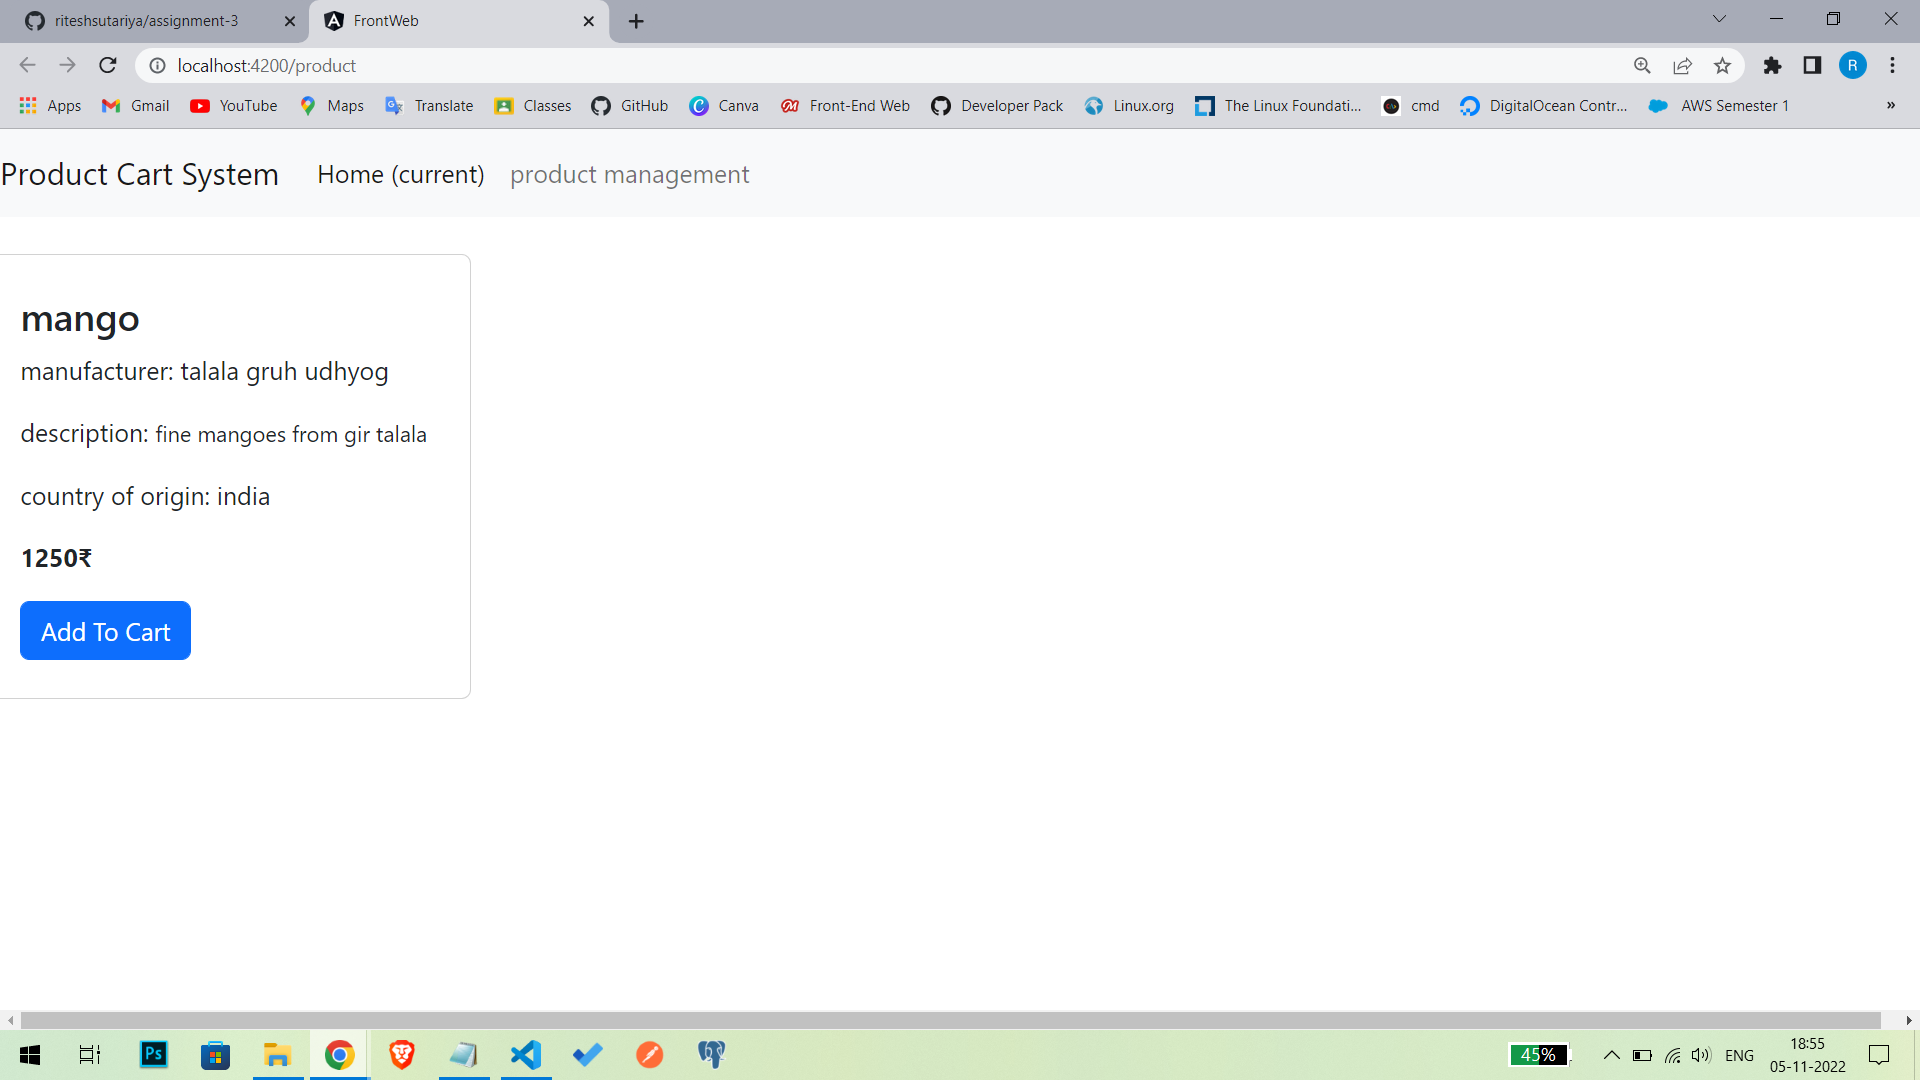 riteshsutariya/assignment-3
FrontWeb
localhost:4200/product
R
Apps
Gmail
YouTube
Maps
Translate
Classes
GitHub
Canva
Front-End Web
Developer Pack
Linux.org
The Linux Foundati...
cmd
DigitalOcean Contr...
AWS Semester 1
»
Product Cart System
Home (current)
product management
mango
manufacturer: talala gruh udhyog
description: fine mangoes from gir talala
country of origin: india
1250₹
Add To Cart
Ps
45%
ENG
18:55
05-11-2022